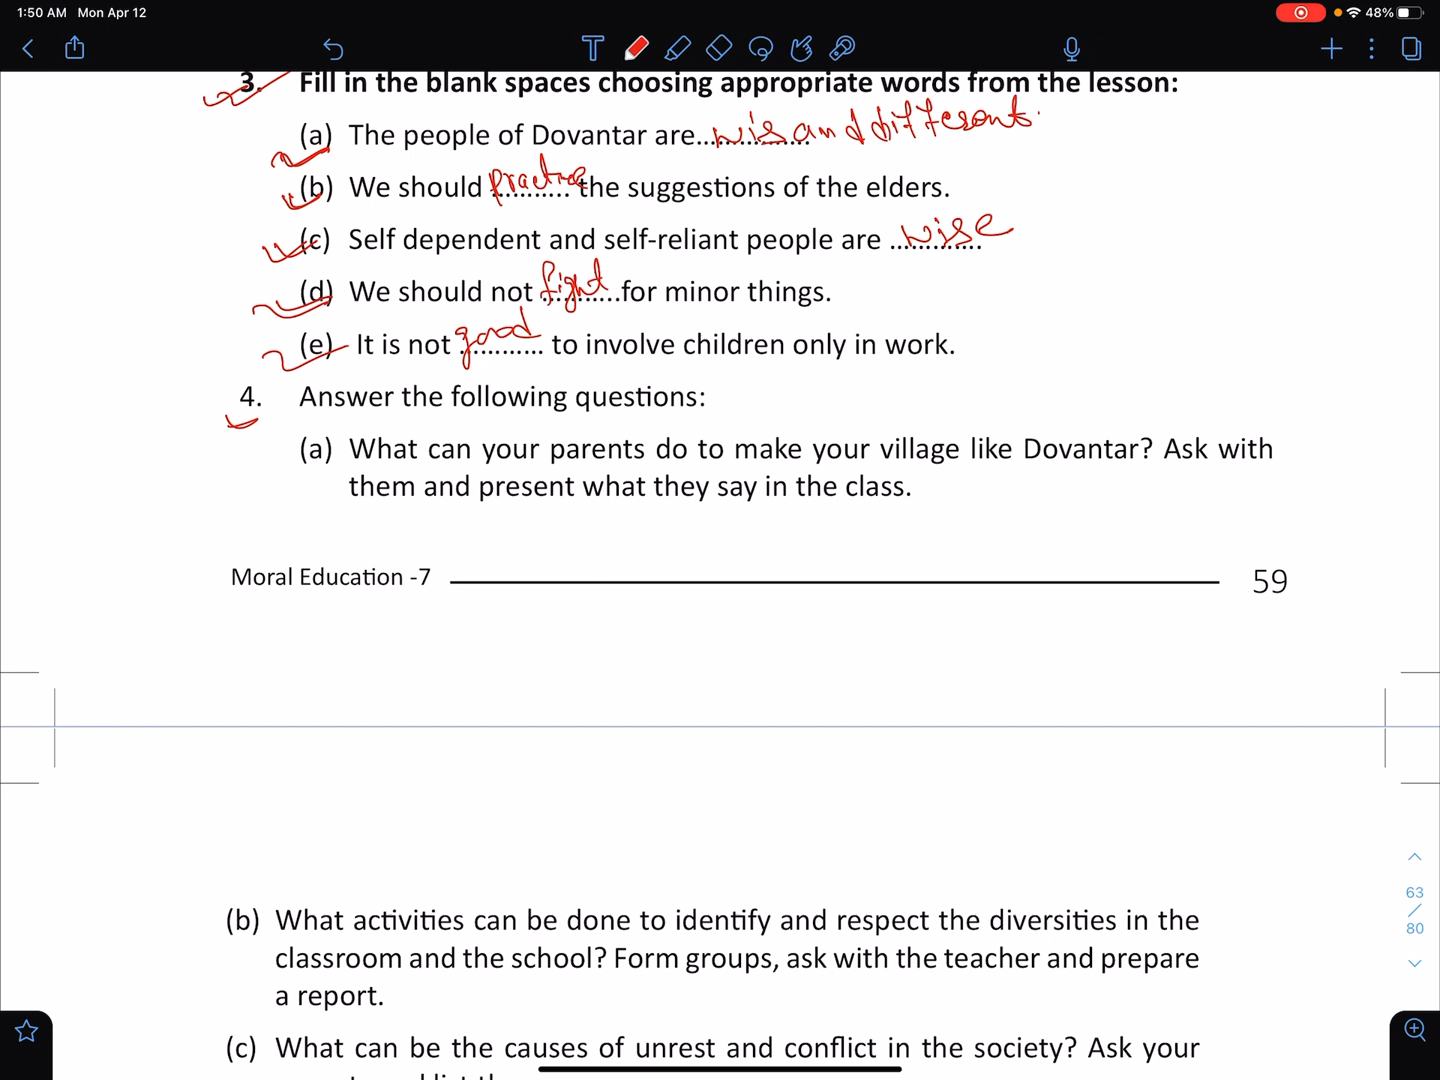 1:50 AM Mon Apr 12
48%
3. Fill in the blank spaces choosing appropriate words from the lesson:
(a) The people of Dovantar are..............wis and different.
(b) We should practice the suggestions of the elders.
(c) Self dependent and self-reliant people are wise
(d) We should not fight for minor things.
(e) It is not good to involve children only in work.
4. Answer the following questions:
(a) What can your parents do to make your village like Dovantar? Ask with
them and present what they say in the class.
Moral Education -7 59
63
/
80
(b) What activities can be done to identify and respect the diversities in the
classroom and the school? Form groups, ask with the teacher and prepare
a report.
(c) What can be the causes of unrest and conflict in the society? Ask your